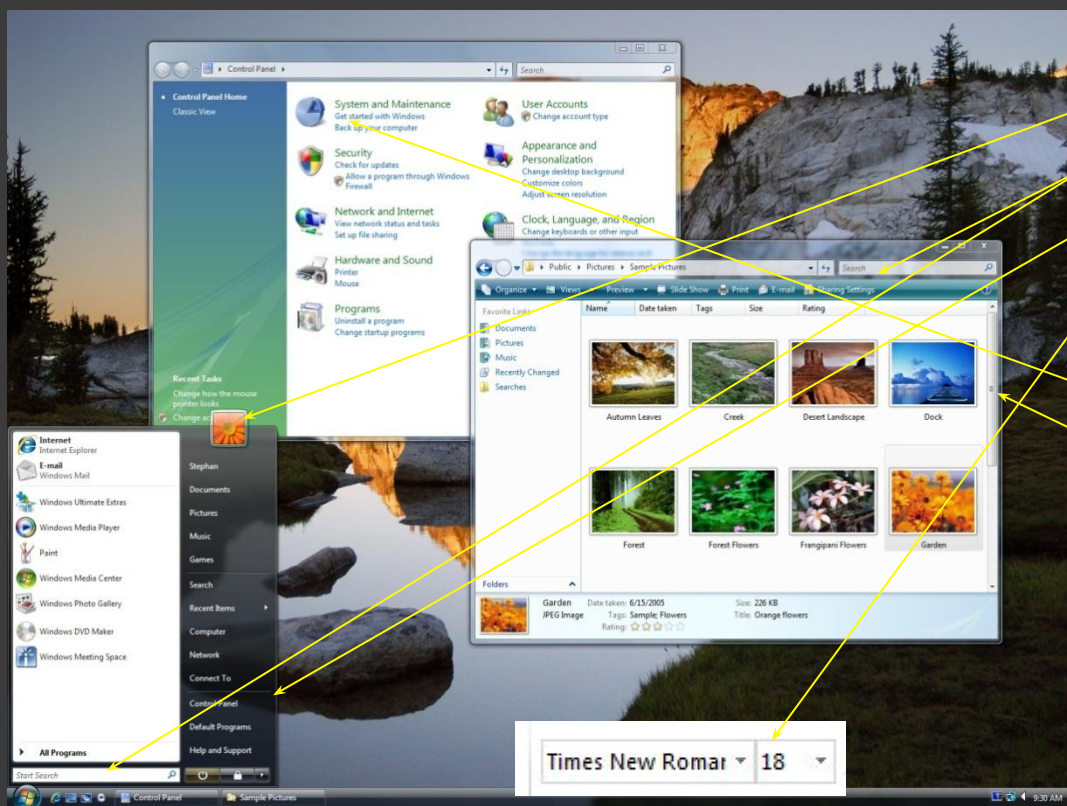 Control Panel
Search
Control Panel Home
Classic View
System and Maintenance
Get started with Windows
Back up your computer
Security
Check for updates
Allow a program through Windows
Firewall
Network and Internet
View network status and tasks
Set up file sharing
Hardware and Sound
Printer
Mouse
Programs
Uninstall a program
Change startup programs
User Accounts
Change account type
Appearance and
Personalization
Change desktop background
Customize colors
Adjust screen resolution
Clock, Language, and Region
Change keyboards or other input
Recent Tasks
Change how the mouse
pointer looks
Change
Public Pictures Sample Pictures
Search
Organize Views Preview Slide Show Print E-mail Sharing Settings
Favorite Links
Documents
Pictures
Music
Recently Changed
Searches
Folders
Name Date taken Tags Size Rating
Autumn Leaves Creek Desert Landscape Dock
Forest Forest Flowers Frangipani Flowers Garden
Garden Date taken: 6/15/2005 Size: 226 KB
JPEG Image Tags: Sample; Flowers Title: Orange flowers
Rating:
Internet
Internet Explorer
E-mail
Windows Mail
Windows Ultimate Extras
Windows Media Player
Paint
Windows Media Center
Windows Photo Gallery
Windows DVD Maker
Windows Meeting Space
All Programs
Start Search
Stephan
Documents
Pictures
Music
Games
Search
Recent Items
Computer
Network
Connect To
Control Panel
Default Programs
Help and Support
Times New Romar 18
Control Panel Sample Pictures 9:30 AM